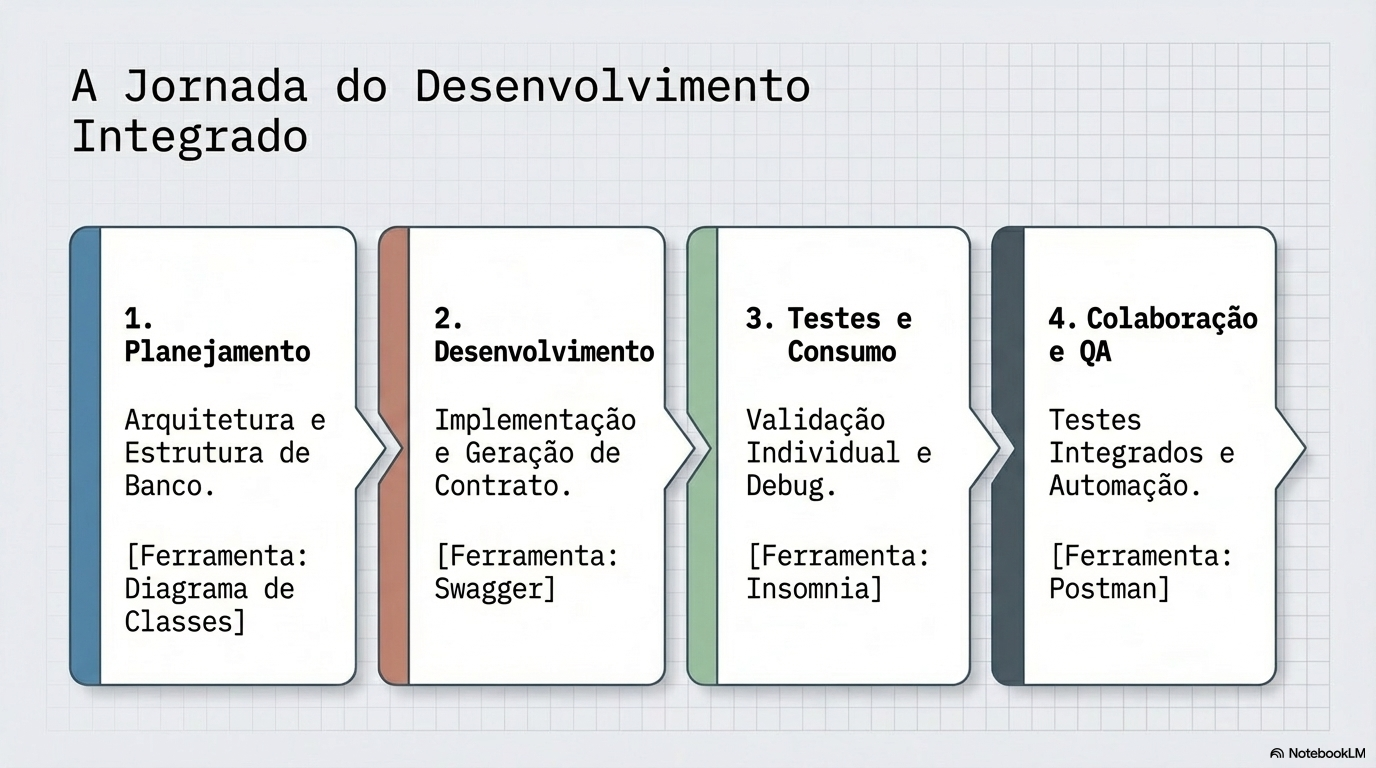 A Jornada do Desenvolvimento
Integrado
1.
Planejamento
Arquitetura e
Estrutura de
Banco.
[Ferramenta:
Diagrama de
Classes]
2.
Desenvolvimento
Implementação
e Geração de
Contrato.
[Ferramenta:
Swagger]
3. Testes e
Consumo
Validação
Individual e
Debug.
[Ferramenta:
Insomnia]
4. Colaboração
e QA
Testes
Integrados e
Automação.
[Ferramenta:
Postman]
NotebookLM